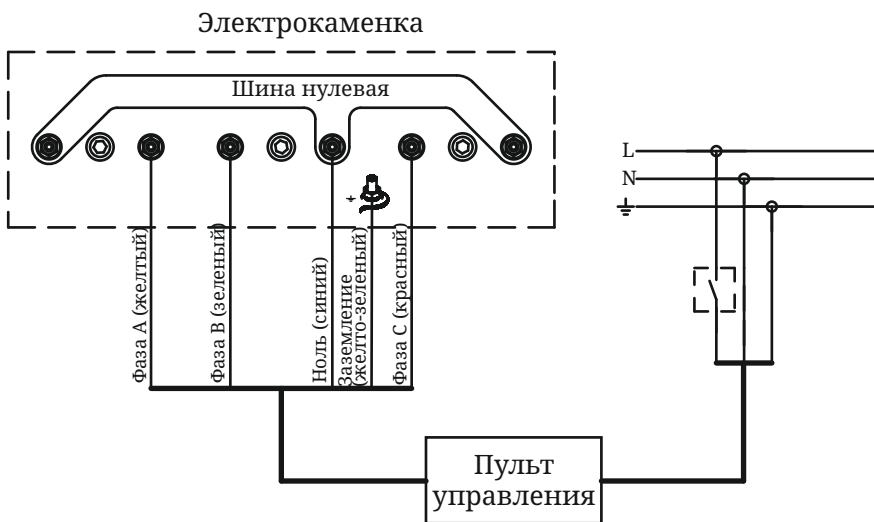 Электрокаменка
Шина нулевая
L
N
Фаза А (желтый)
Фаза В (зеленый)
Ноль (синий)
Заземление
(желто-зеленый)
Фаза С (красный)
Пульт
управления